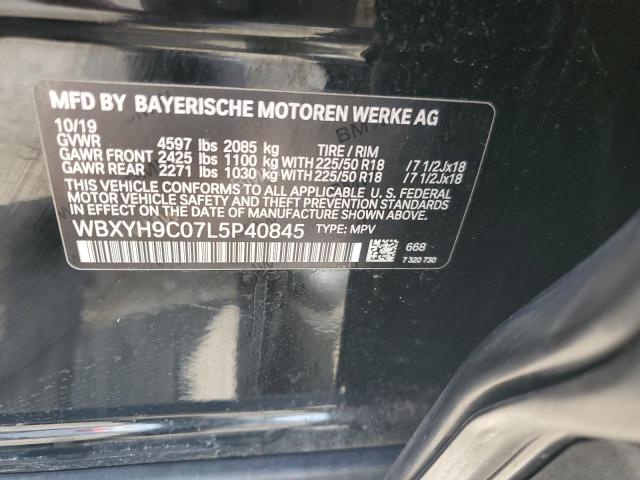 MFD BY BAYERISCHE MOTOREN WERKE AG
10/19
GVWR 4597 lbs 2085 kg TIRE / RIM
GAWR FRONT 2425 lbs 1100 kg WITH 225/50 R18 /7 1/2Jx18
GAWR REAR 2271 lbs 1030 kg WITH 225/50 R18 /7 1/2Jx18
THIS VEHICLE CONFORMS TO ALL APPLICABLE U. S. FEDERAL
MOTOR VEHICLE SAFETY AND THEFT PREVENTION STANDARDS
IN EFFECT ON THE DATE OF MANUFACTURE SHOWN ABOVE.
WBXYH9C07L5P40845 TYPE: MPV
668
7 320 730